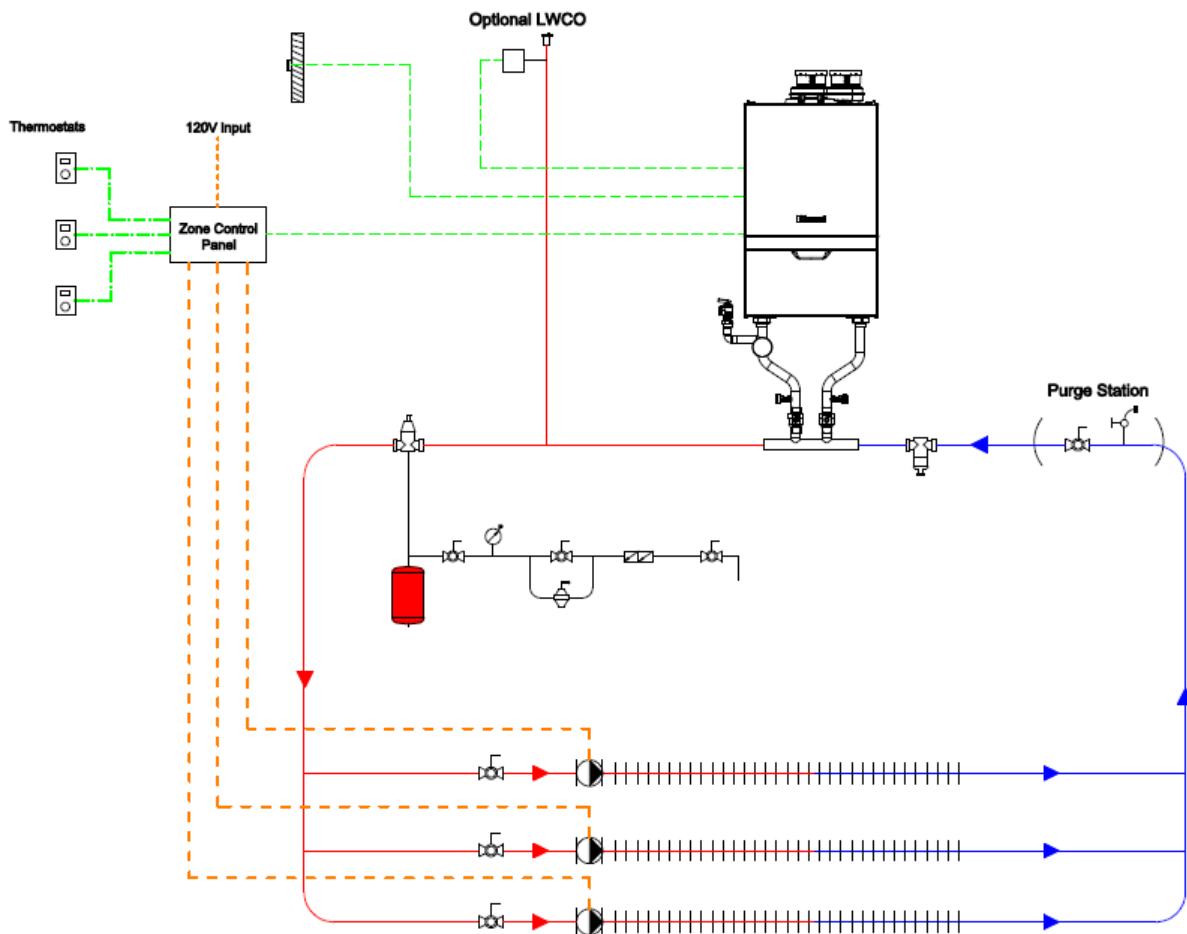 Optional LWCO
Thermostats
120V Input
Zone Control
Panel
Purge Station